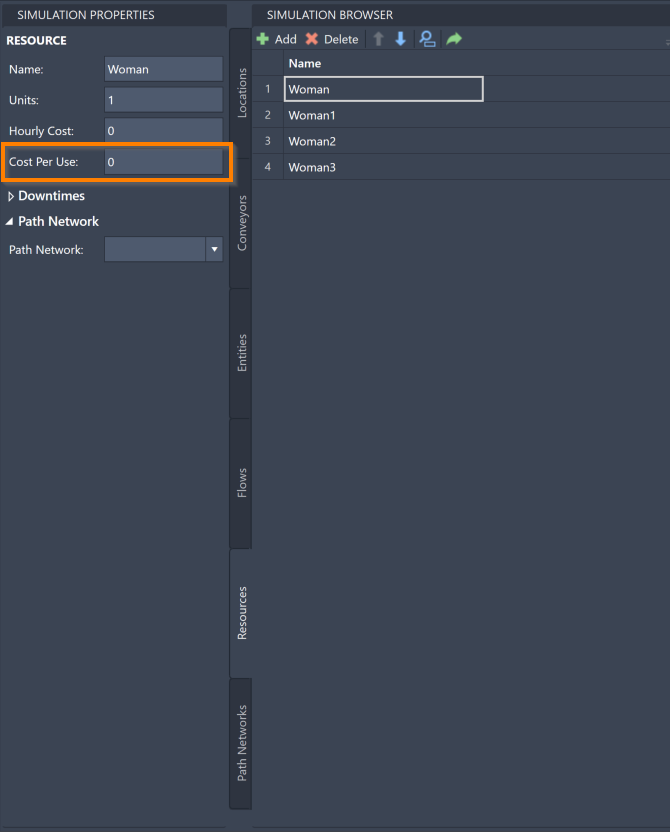 SIMULATION PROPERTIES
RESOURCE
Name: Woman
Units: 1
Hourly Cost: 0
Cost Per Use: 0
Downtimes
Path Network
Path Network:
Locations
Conveyors
Entities
Flows
Resources
Path Networks
SIMULATION BROWSER
Add Delete
Name
1 Woman
2 Woman1
3 Woman2
4 Woman3